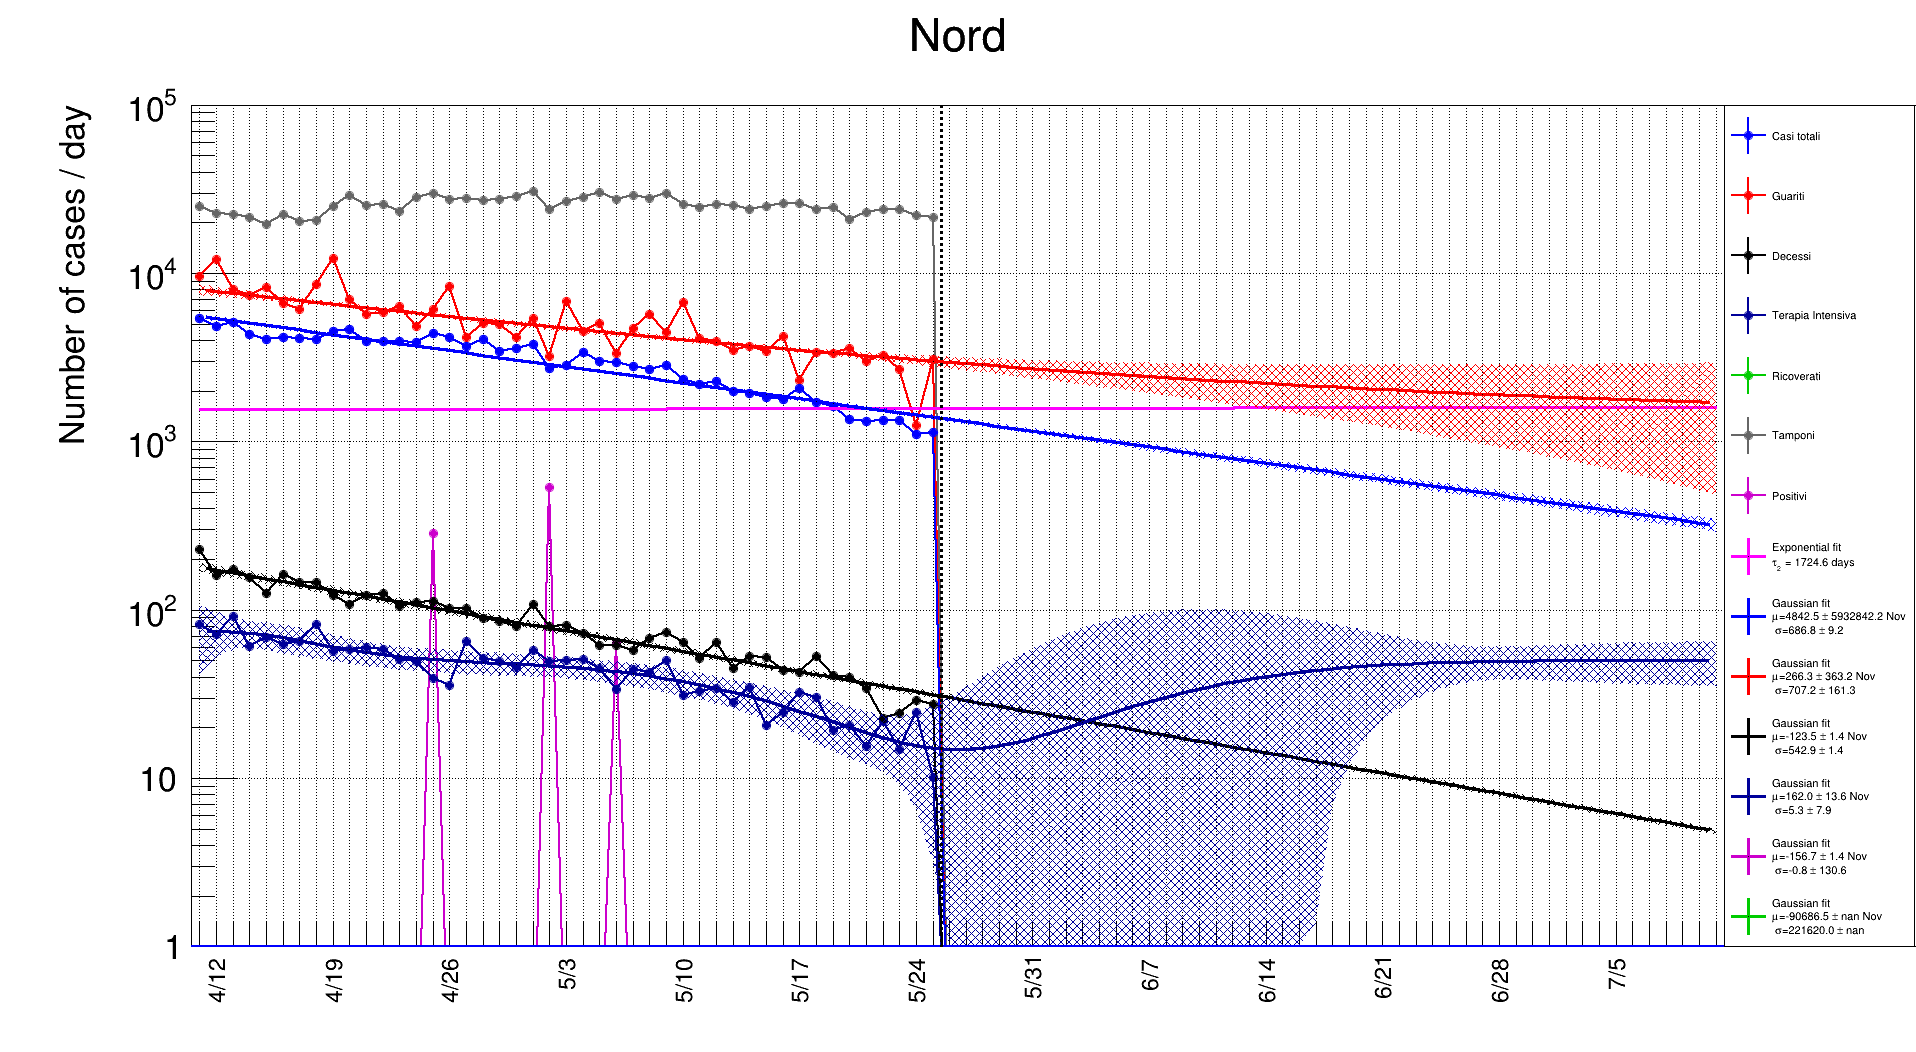 Nord
Number of cases / day
10^5
10^4
10^3
10^2
10
1
4/12
4/19
4/26
5/3
5/10
5/17
5/24
5/31
6/7
6/14
6/21
6/28
7/5
Casi totali
Guariti
Decessi
Terapia Intensiva
Ricoverati
Tamponi
Positivi
Exponential fit
τ₂ = 1724.6 days
Gaussian fit
μ=4842.5 ± 5932842.2 Nov
σ=686.8 ± 9.2
Gaussian fit
μ=266.3 ± 363.2 Nov
σ=707.2 ± 161.3
Gaussian fit
μ=-123.5 ± 1.4 Nov
σ=542.9 ± 1.4
Gaussian fit
μ=162.0 ± 13.6 Nov
σ=5.3 ± 7.9
Gaussian fit
μ=-156.7 ± 1.4 Nov
σ=-0.8 ± 130.6
Gaussian fit
μ=-90686.5 ± nan Nov
σ=221620.0 ± nan